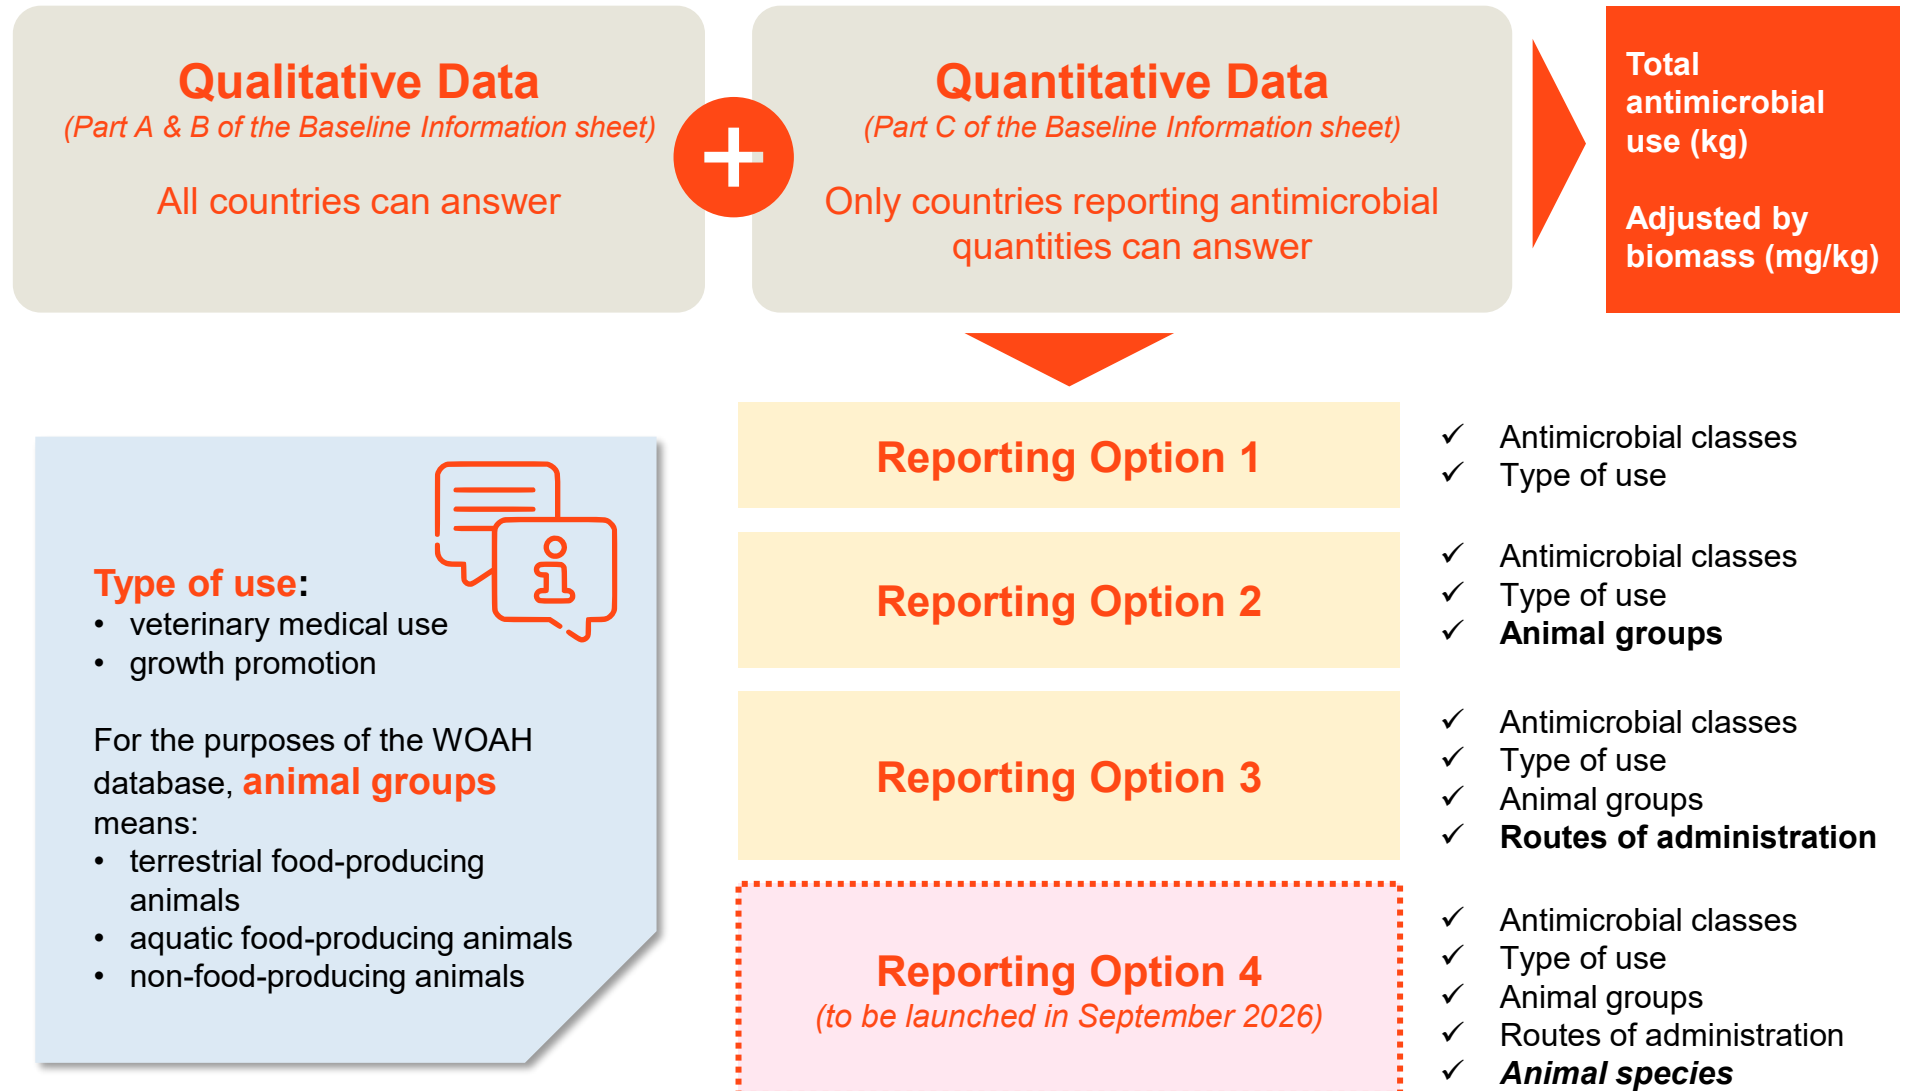 Qualitative Data
(Part A & B of the Baseline Information sheet)
All countries can answer
+
Quantitative Data
(Part C of the Baseline Information sheet)
Only countries reporting antimicrobial
quantities can answer
Total
antimicrobial
use (kg)
Adjusted by
biomass (mg/kg)
Type of use:
• veterinary medical use
• growth promotion
For the purposes of the WOAH
database, animal groups
means:
• terrestrial food-producing
animals
• aquatic food-producing animals
• non-food-producing animals
Reporting Option 1
✓ Antimicrobial classes
✓ Type of use
Reporting Option 2
✓ Antimicrobial classes
✓ Type of use
✓ Animal groups
Reporting Option 3
✓ Antimicrobial classes
✓ Type of use
✓ Animal groups
✓ Routes of administration
Reporting Option 4
(to be launched in September 2026)
✓ Antimicrobial classes
✓ Type of use
✓ Animal groups
✓ Routes of administration
✓ Animal species